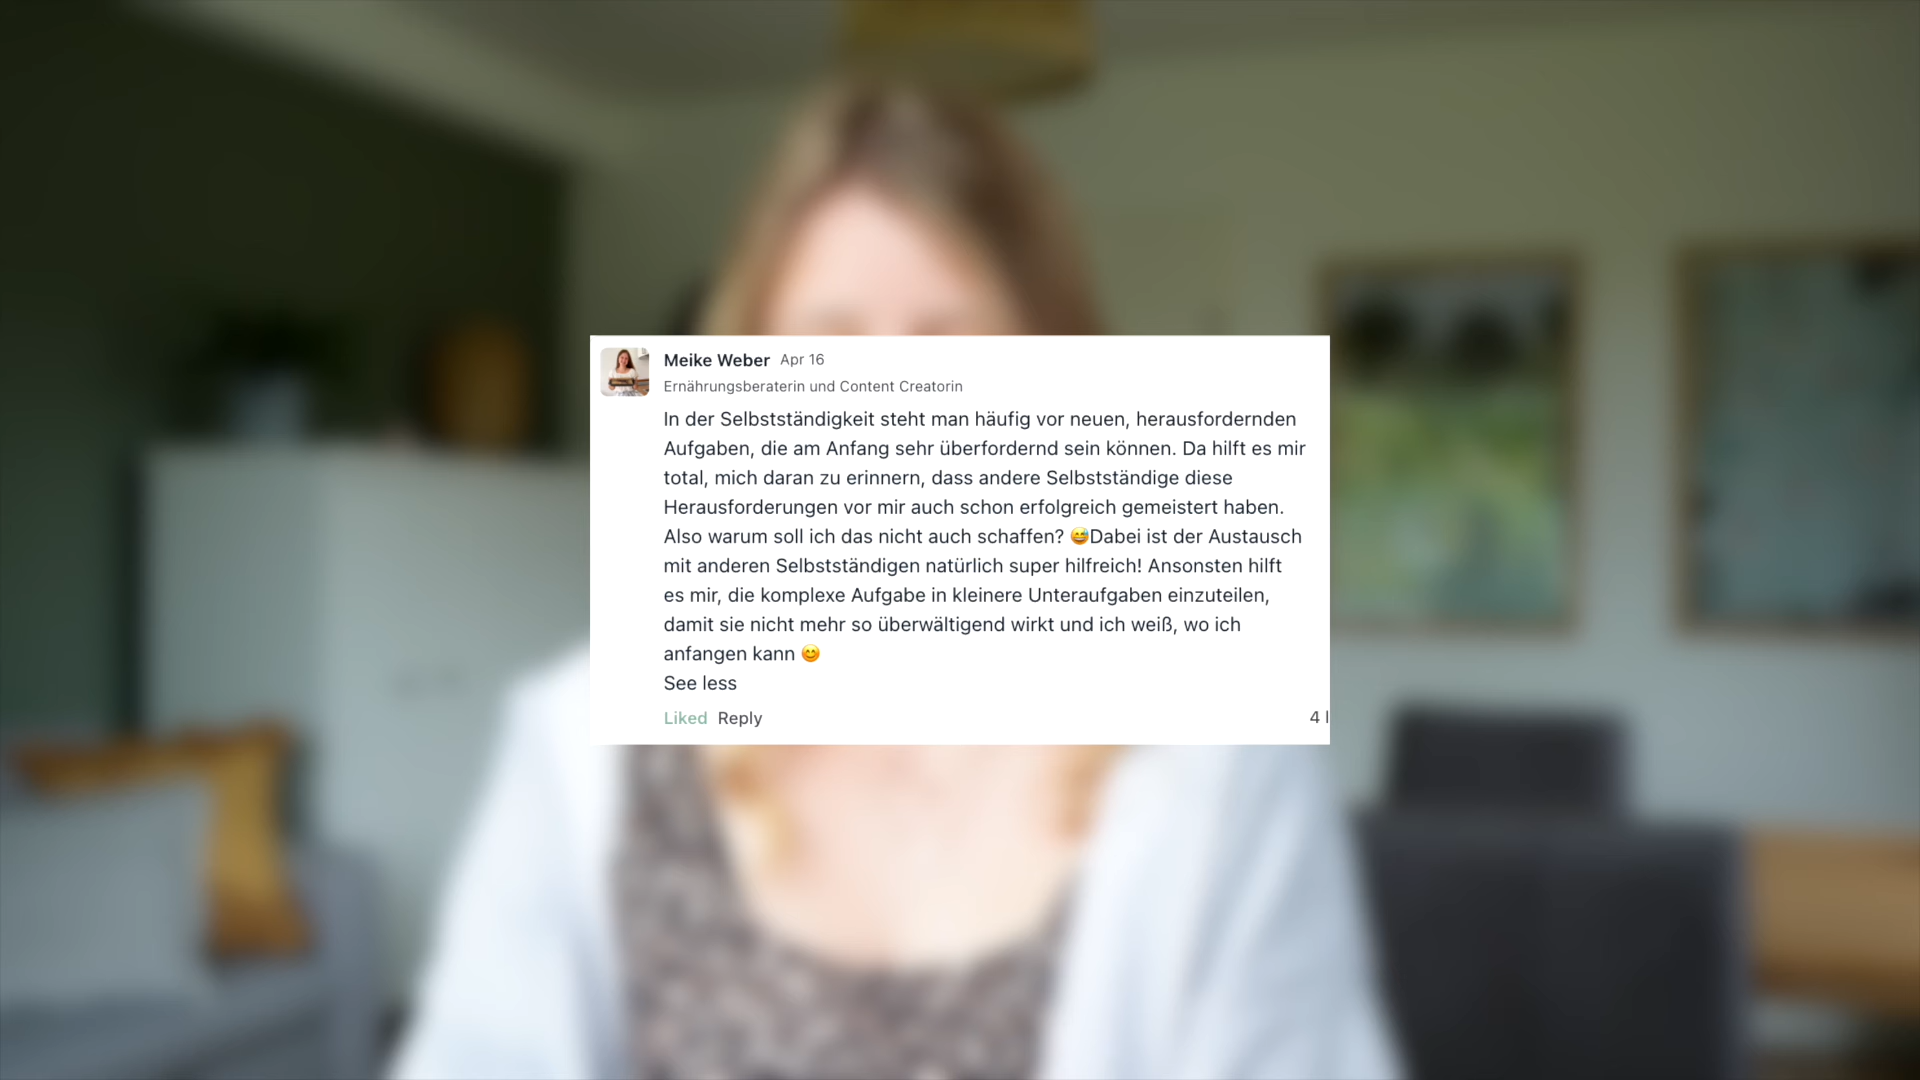 Meike Weber Apr 16
Ernährungsberaterin und Content Creatorin
In der Selbstständigkeit steht man häufig vor neuen, herausfordernden
Aufgaben, die am Anfang sehr überfordernd sein können. Da hilft es mir
total, mich daran zu erinnern, dass andere Selbstständige diese
Herausforderungen vor mir auch schon erfolgreich gemeistert haben.
Also warum soll ich das nicht auch schaffen? 😅Dabei ist der Austausch
mit anderen Selbstständigen natürlich super hilfreich! Ansonsten hilft
es mir, die komplexe Aufgabe in kleinere Unteraufgaben einzuteilen,
damit sie nicht mehr so überwältigend wirkt und ich weiß, wo ich
anfangen kann 😊
See less
Liked Reply 4